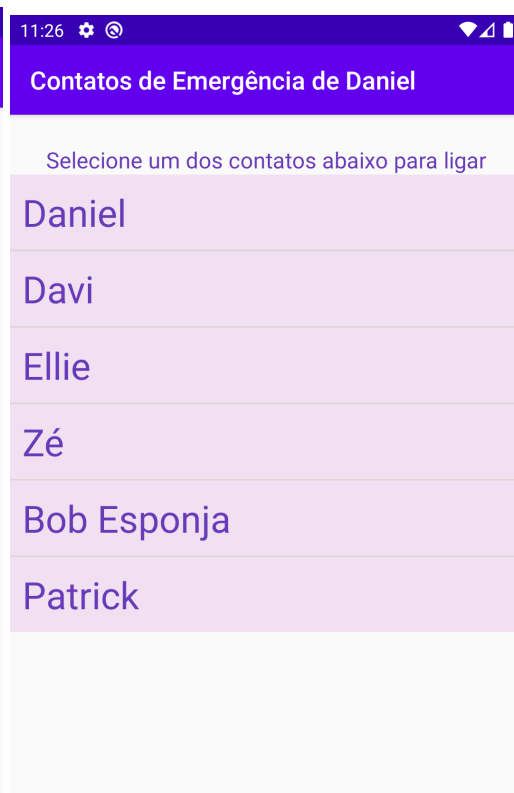 11:26
Contatos de Emergência de Daniel
Selecione um dos contatos abaixo para ligar
Daniel
Davi
Ellie
Zé
Bob Esponja
Patrick